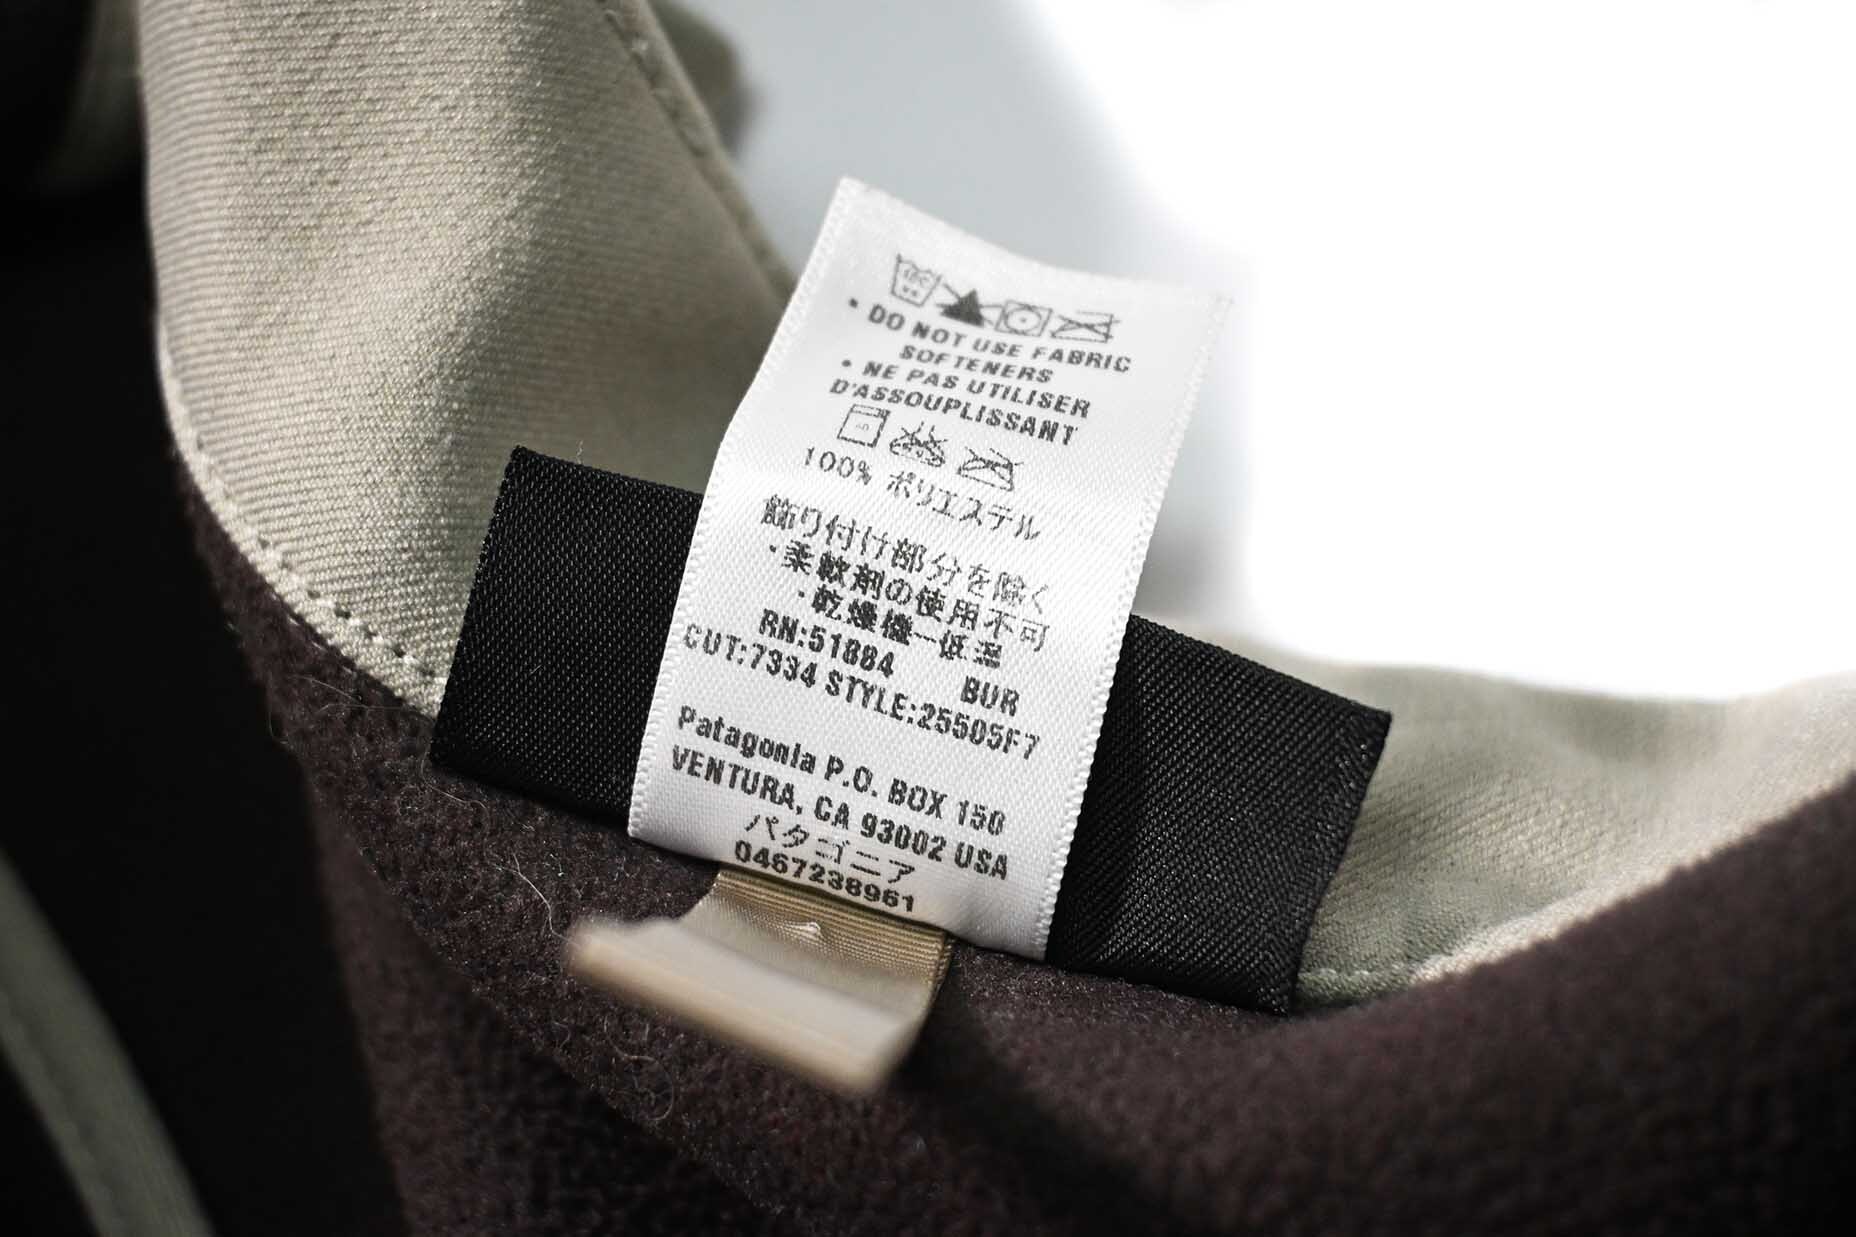 • DO NOT USE FABRIC
SOFTENERS
• NE PAS UTILISER
D'ASSOUPLISSANT
100% ポリエステル
飾り付け部分を除く
・柔軟剤の使用不可
・乾燥機一低温
RN:51884 BUR
CUT:7334 STYLE:25505F7
Patagonia P.O. BOX 150
VENTURA, CA 93002 USA
パタゴニア
0467238961